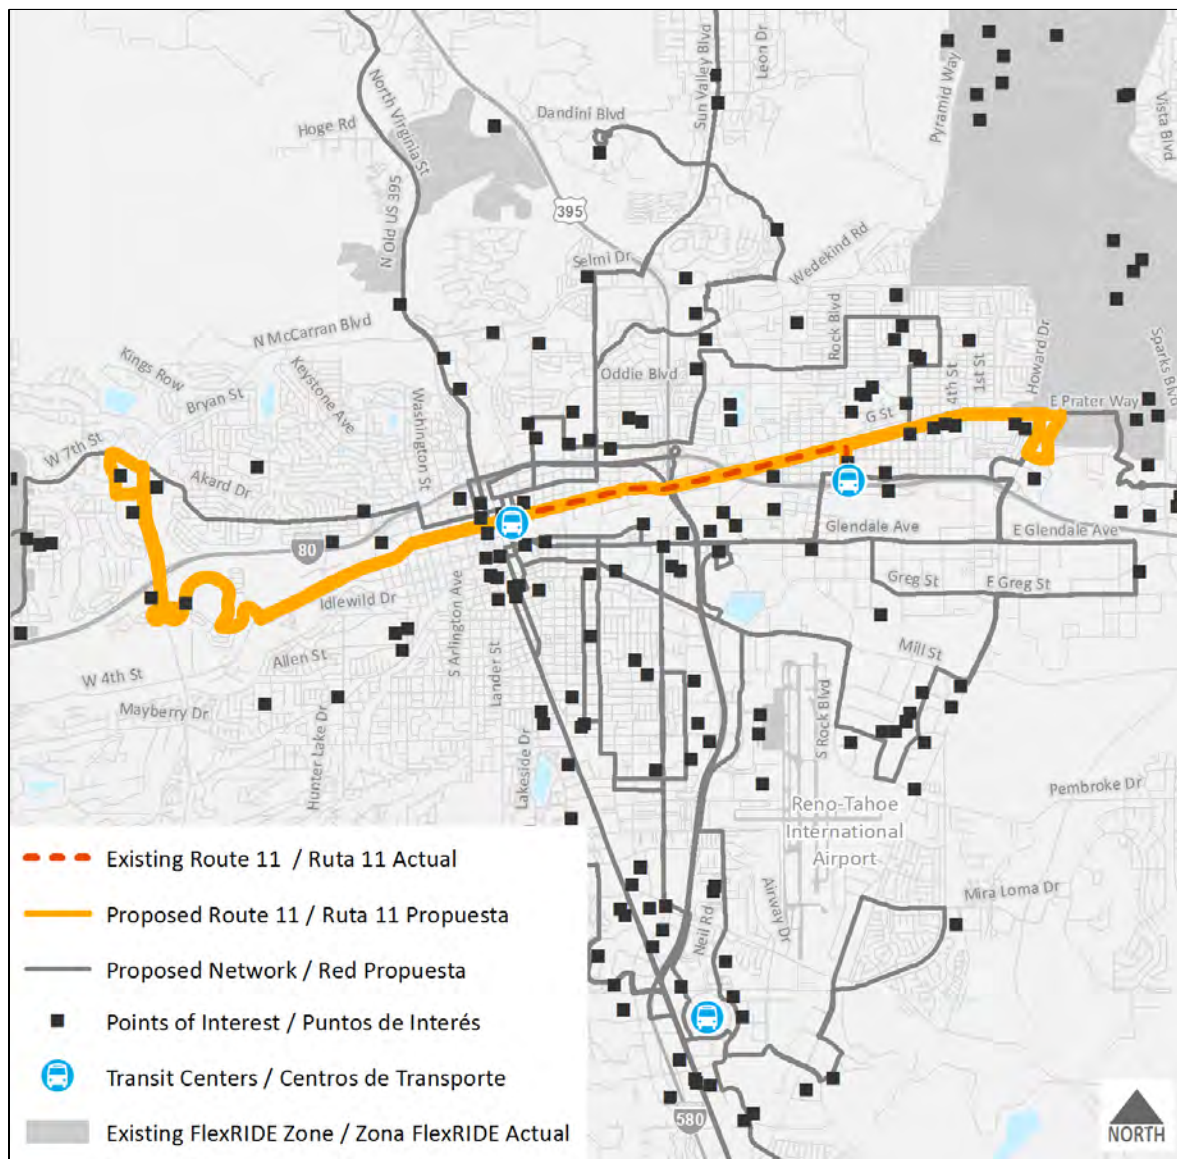 Sun Valley Blvd
Leon Dr
North Virginia St
Dandini Blvd
Pyramid Way
Vista Blvd
Hoge Rd
395
N Old US 395
Selmi Dr
Wedekind Rd
N McCarran Blvd
Rock Blvd
Howard Dr
Sparks Blvd
Kings Row
Keystone Ave
Oddie Blvd
4th St
1st St
Bryan St
Washington St
G St
E Prater Way
W 7th St
Akard Dr
Glendale Ave
E Glendale Ave
80
Greg St
E Greg St
Idlewild Dr
S Arlington Ave
Mill St
Allen St
Lander St
W 4th St
Mayberry Dr
S Rock Blvd
Hunter Lake Dr
Lakeside Dr
Pembroke Dr
Reno-Tahoe
International
Airport
Mira Loma Dr
Airway Dr
Neil Rd
580
Existing Route 11 / Ruta 11 Actual
Proposed Route 11 / Ruta 11 Propuesta
Proposed Network / Red Propuesta
Points of Interest / Puntos de Interés
Transit Centers / Centros de Transporte
Existing FlexRIDE Zone / Zona FlexRIDE Actual
NORTH